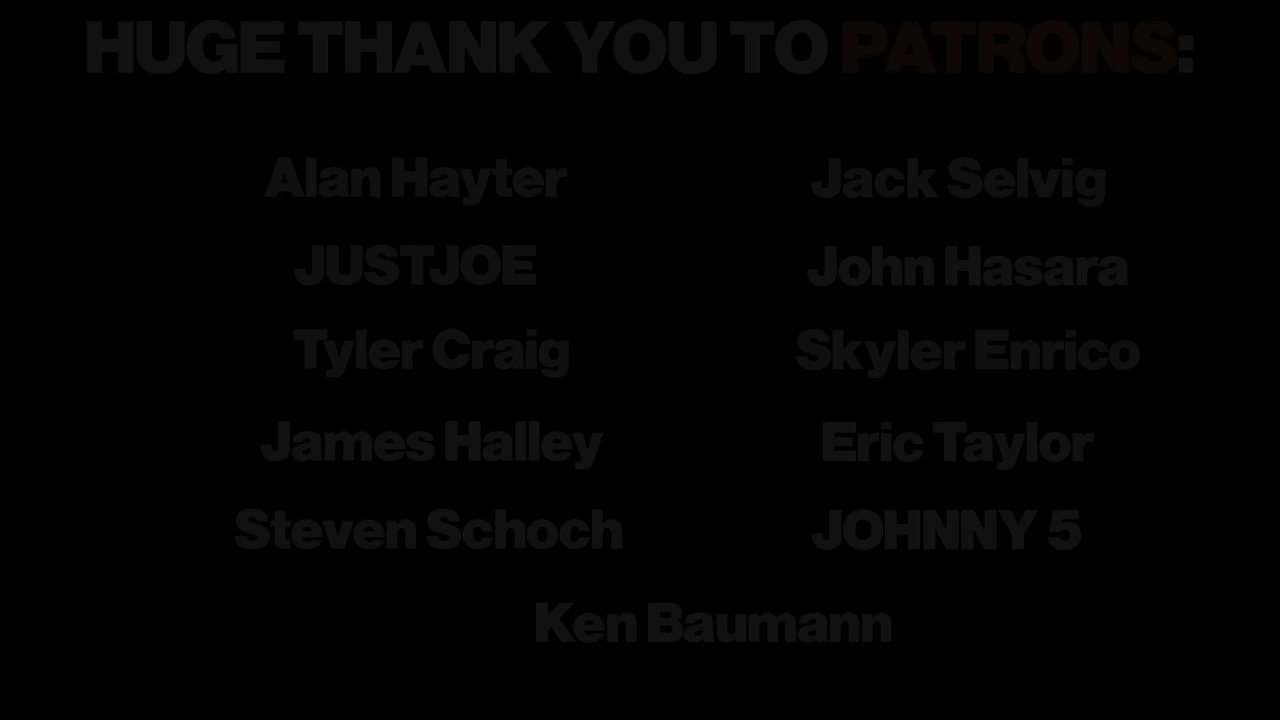 HUGE THANK YOU TO PATRONS:
Alan Hayter
Jack Selvig
JUSTJOE
John Hasara
Tyler Craig
Skyler Enrico
James Halley
Eric Taylor
Steven Schoch
JOHNNY 5
Ken Baumann